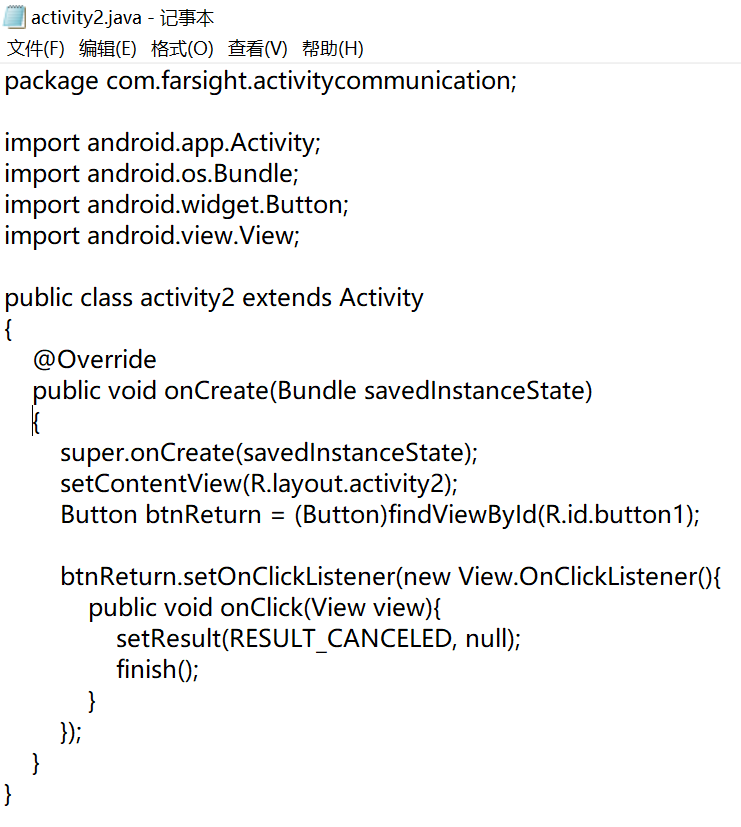 activity2.java - 记事本
文件(F) 编辑(E) 格式(O) 查看(V) 帮助(H)
package com.farsight.activitycommunication;

import android.app.Activity;
import android.os.Bundle;
import android.widget.Button;
import android.view.View;

public class activity2 extends Activity
{
    @Override
    public void onCreate(Bundle savedInstanceState)
    {
        super.onCreate(savedInstanceState);
        setContentView(R.layout.activity2);
        Button btnReturn = (Button)findViewById(R.id.button1);

        btnReturn.setOnClickListener(new View.OnClickListener(){
            public void onClick(View view){
                setResult(RESULT_CANCELED, null);
                finish();
            }
        });
    }
}